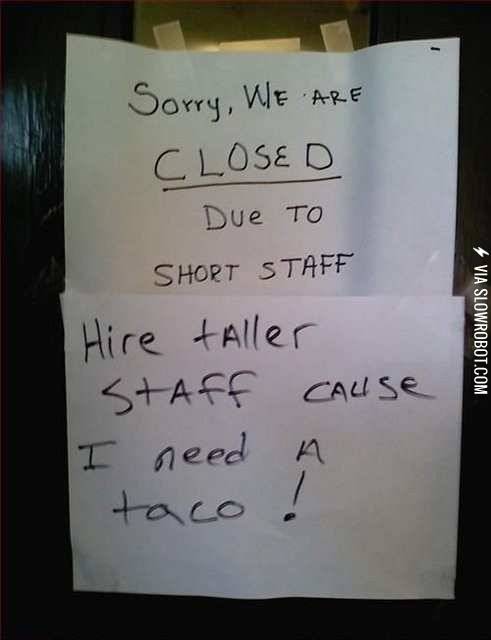 Sorry, WE ARE
CLOSED
Due TO
SHORT STAFF
Hire tAller
StAff cause
I need A
taco!
VIA SLOWROBOT.COM